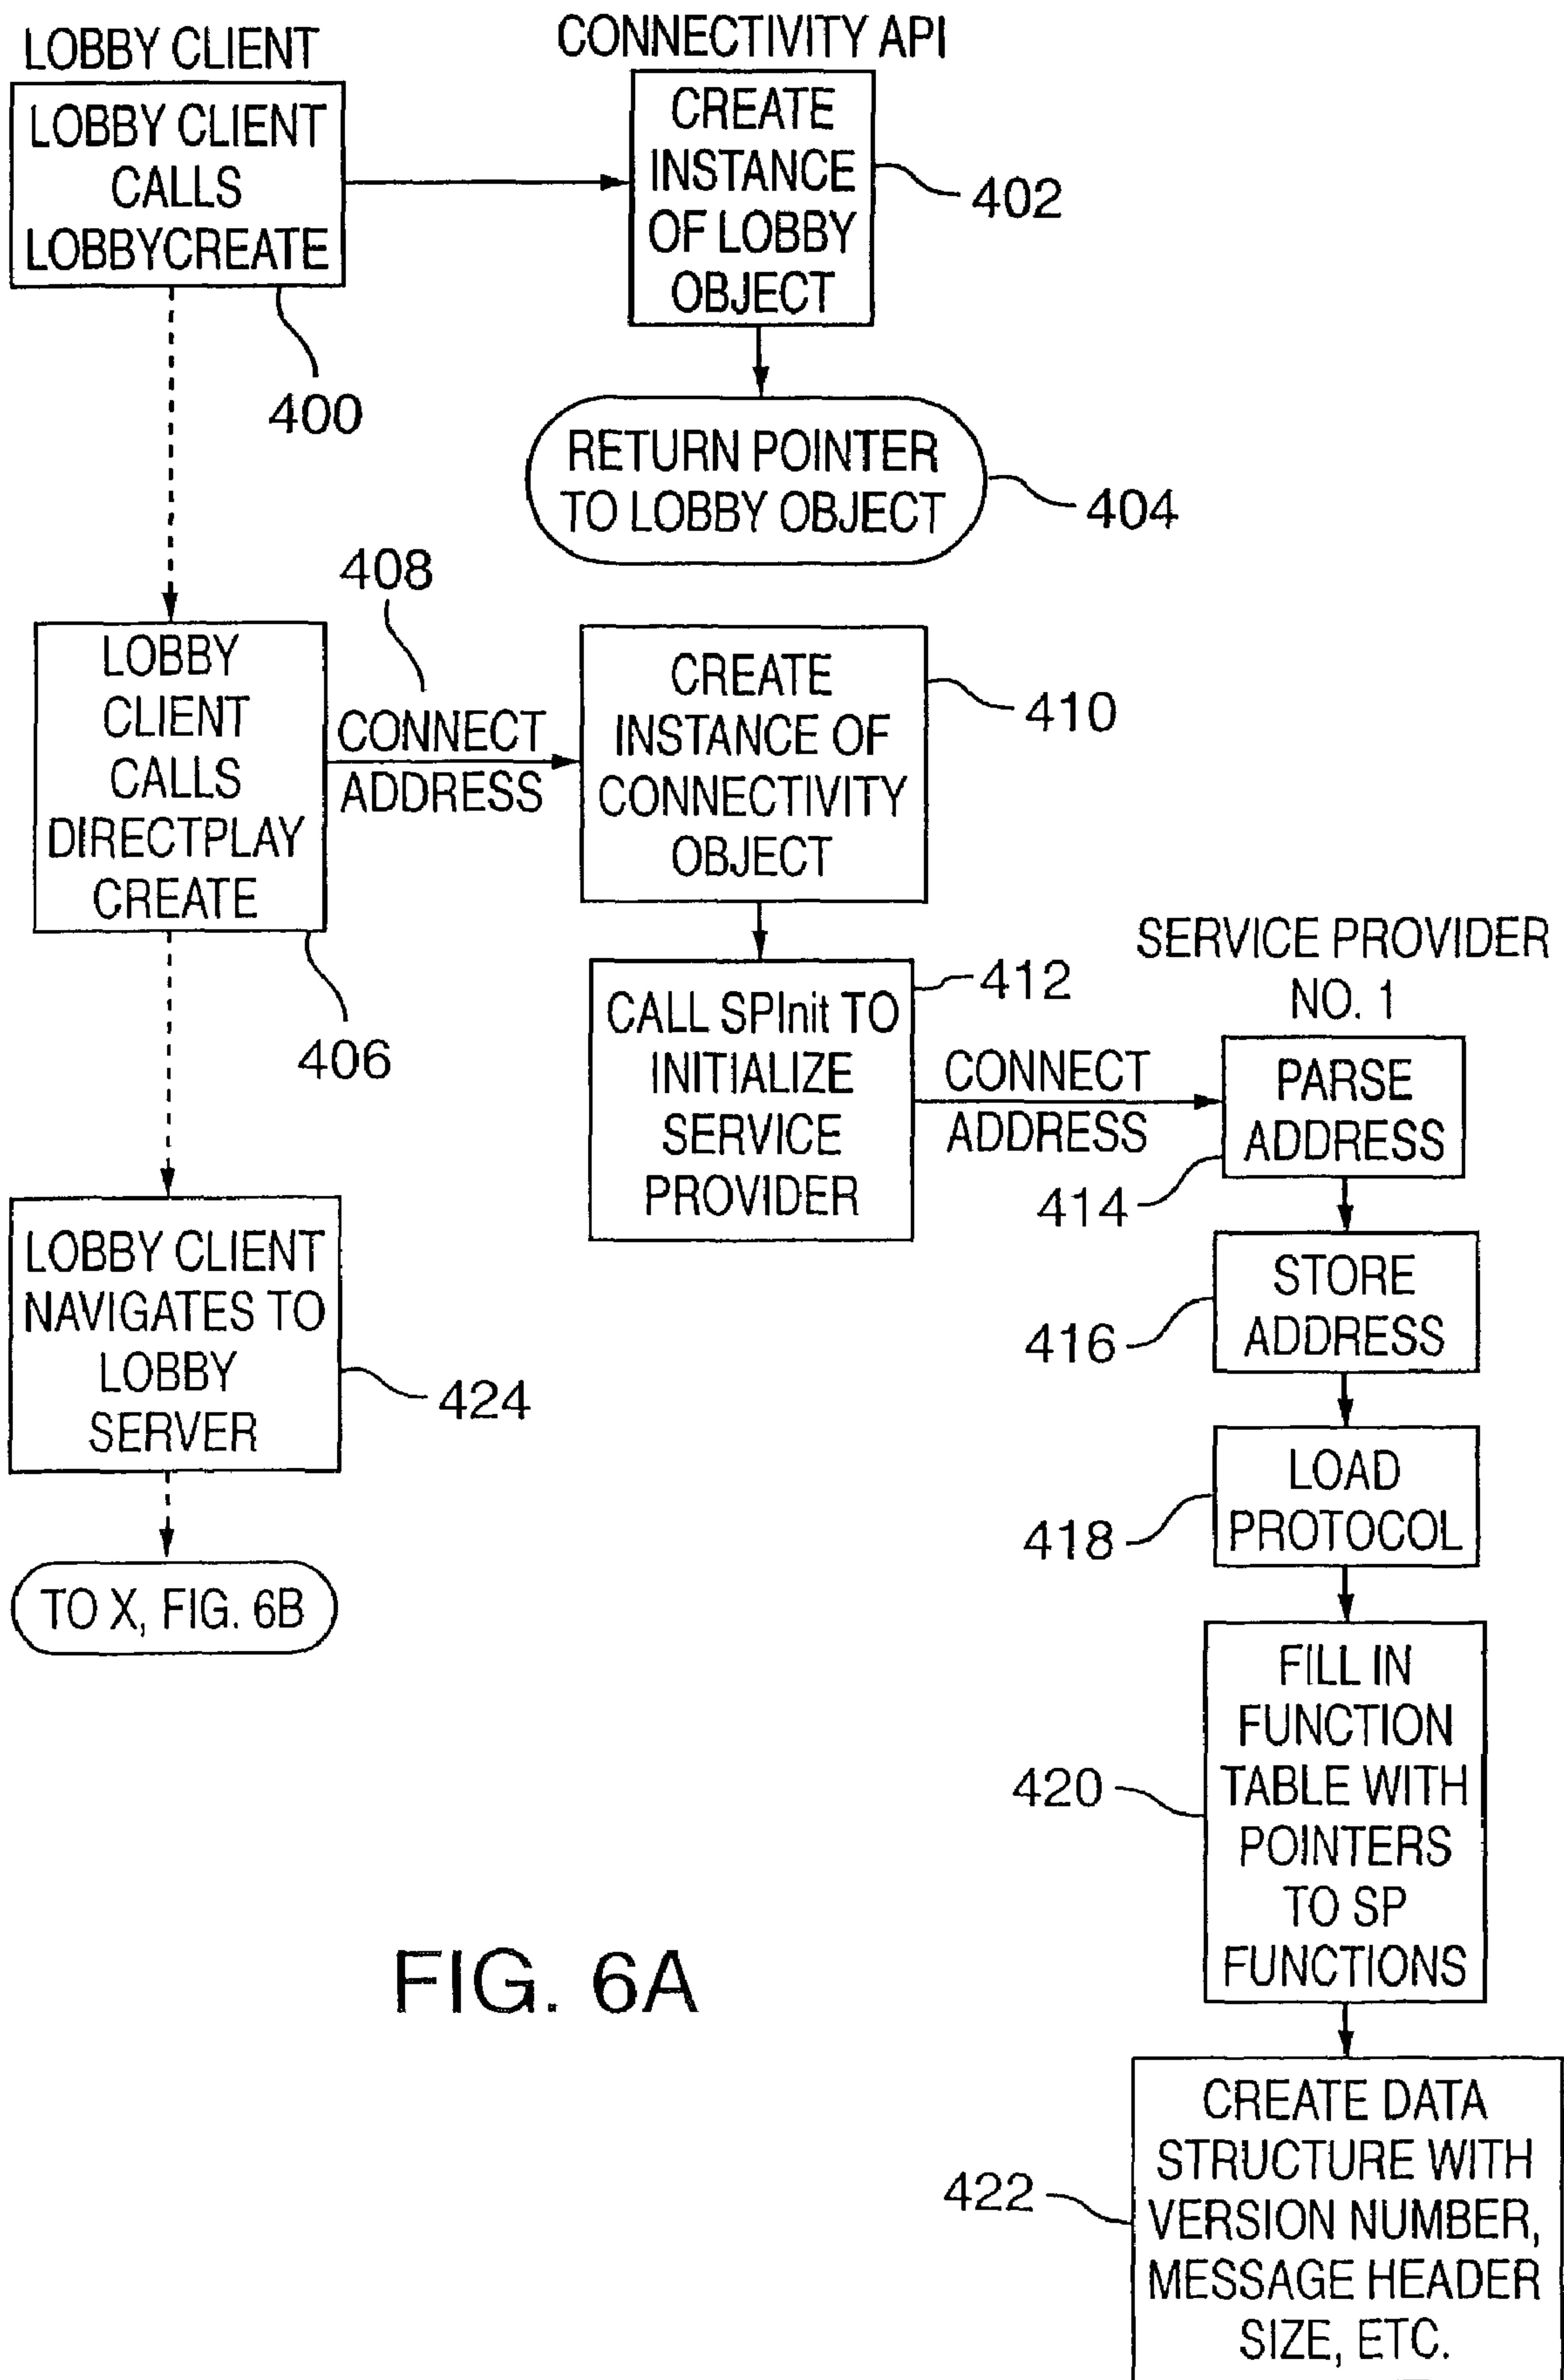 LOBBY CLIENT
LOBBY CLIENT
CALLS
LOBBYCREATE
400
CONNECTIVITY API
CREATE
INSTANCE
OF LOBBY
OBJECT
402
RETURN POINTER
TO LOBBY OBJECT
404
LOBBY
CLIENT
CALLS
DIRECTPLAY
CREATE
406
408
CONNECT
ADDRESS
CREATE
INSTANCE OF
CONNECTIVITY
OBJECT
410
CALL SPInit TO
INITIALIZE
SERVICE
PROVIDER
412
CONNECT
ADDRESS
SERVICE PROVIDER
NO. 1
PARSE
ADDRESS
414
STORE
ADDRESS
416
LOAD
PROTOCOL
418
FILL IN
FUNCTION
TABLE WITH
POINTERS
TO SP
FUNCTIONS
420
CREATE DATA
STRUCTURE WITH
VERSION NUMBER,
MESSAGE HEADER
SIZE, ETC.
422
LOBBY CLIENT
NAVIGATES TO
LOBBY
SERVER
424
TO X, FIG. 6B
FIG. 6A